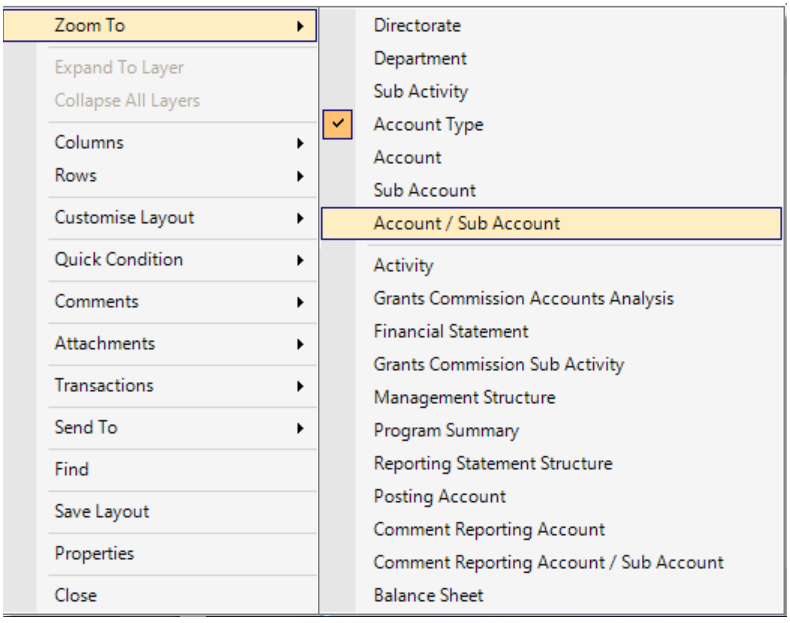 Zoom To
Expand To Layer
Collapse All Layers
Columns
Rows
Customise Layout
Quick Condition
Comments
Attachments
Transactions
Send To
Find
Save Layout
Properties
Close
Directorate
Department
Sub Activity
Account Type
Account
Sub Account
Account / Sub Account
Activity
Grants Commission Accounts Analysis
Financial Statement
Grants Commission Sub Activity
Management Structure
Program Summary
Reporting Statement Structure
Posting Account
Comment Reporting Account
Comment Reporting Account / Sub Account
Balance Sheet